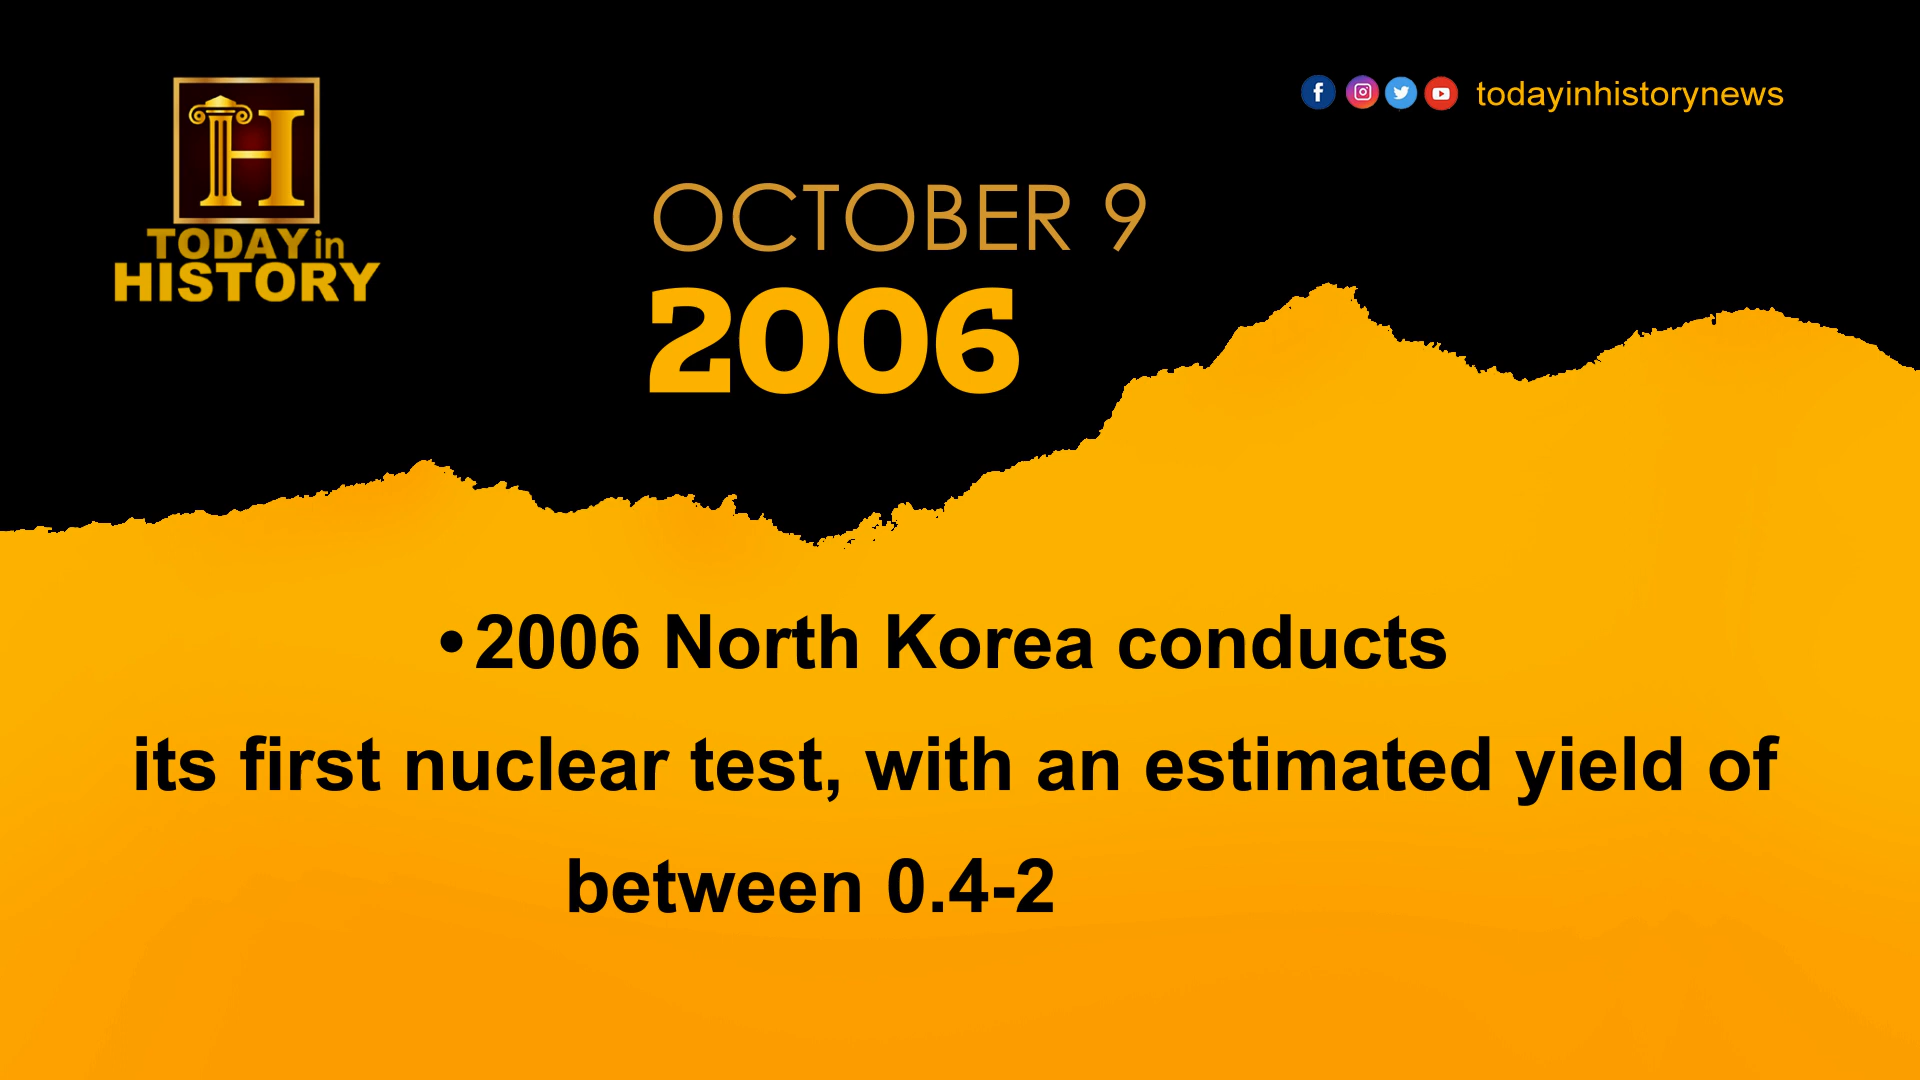 H
TODAY in
HISTORY
todayinhistorynews
OCTOBER 9
2006
•2006 North Korea conducts
its first nuclear test, with an estimated yield of
between 0.4-2